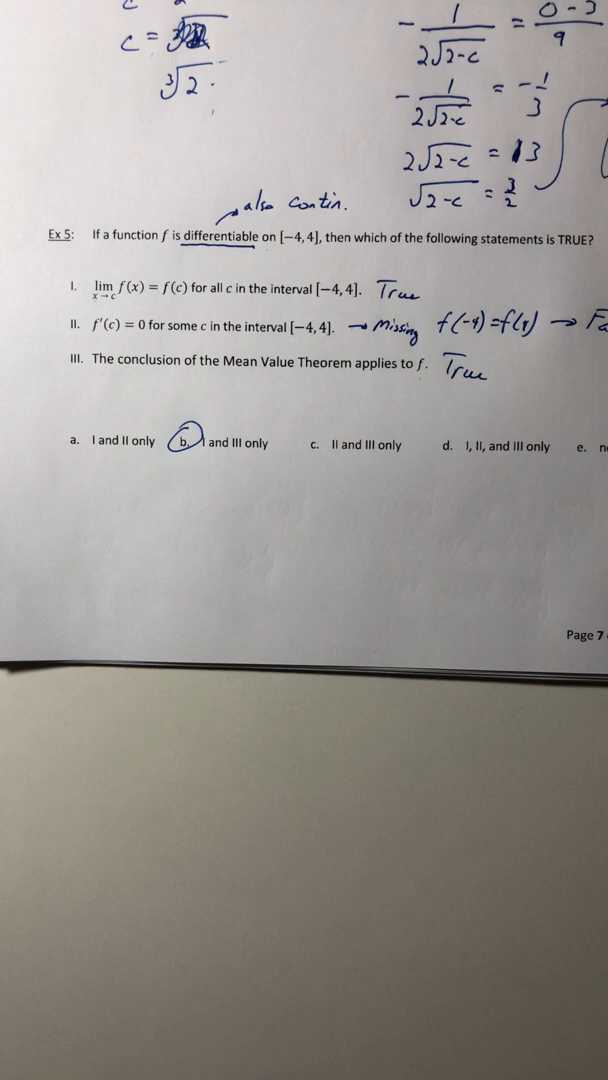 c = 
∛2 .
- 1/(2√(2-c)) = (0-3)/9
- 1/(2√(2-c)) = -1/3
2√(2-c) = 3
√(2-c) = 3/2
also contin.
Ex 5: If a function f is differentiable on [−4, 4], then which of the following statements is TRUE?
I. lim x→c f(x) = f(c) for all c in the interval [−4, 4]. True
II. f′(c) = 0 for some c in the interval [−4, 4]. → Missing f(-4)=f(4) →
III. The conclusion of the Mean Value Theorem applies to f. True
a. I and II only b. I and III only c. II and III only d. I, II, and III only e.
Page 7